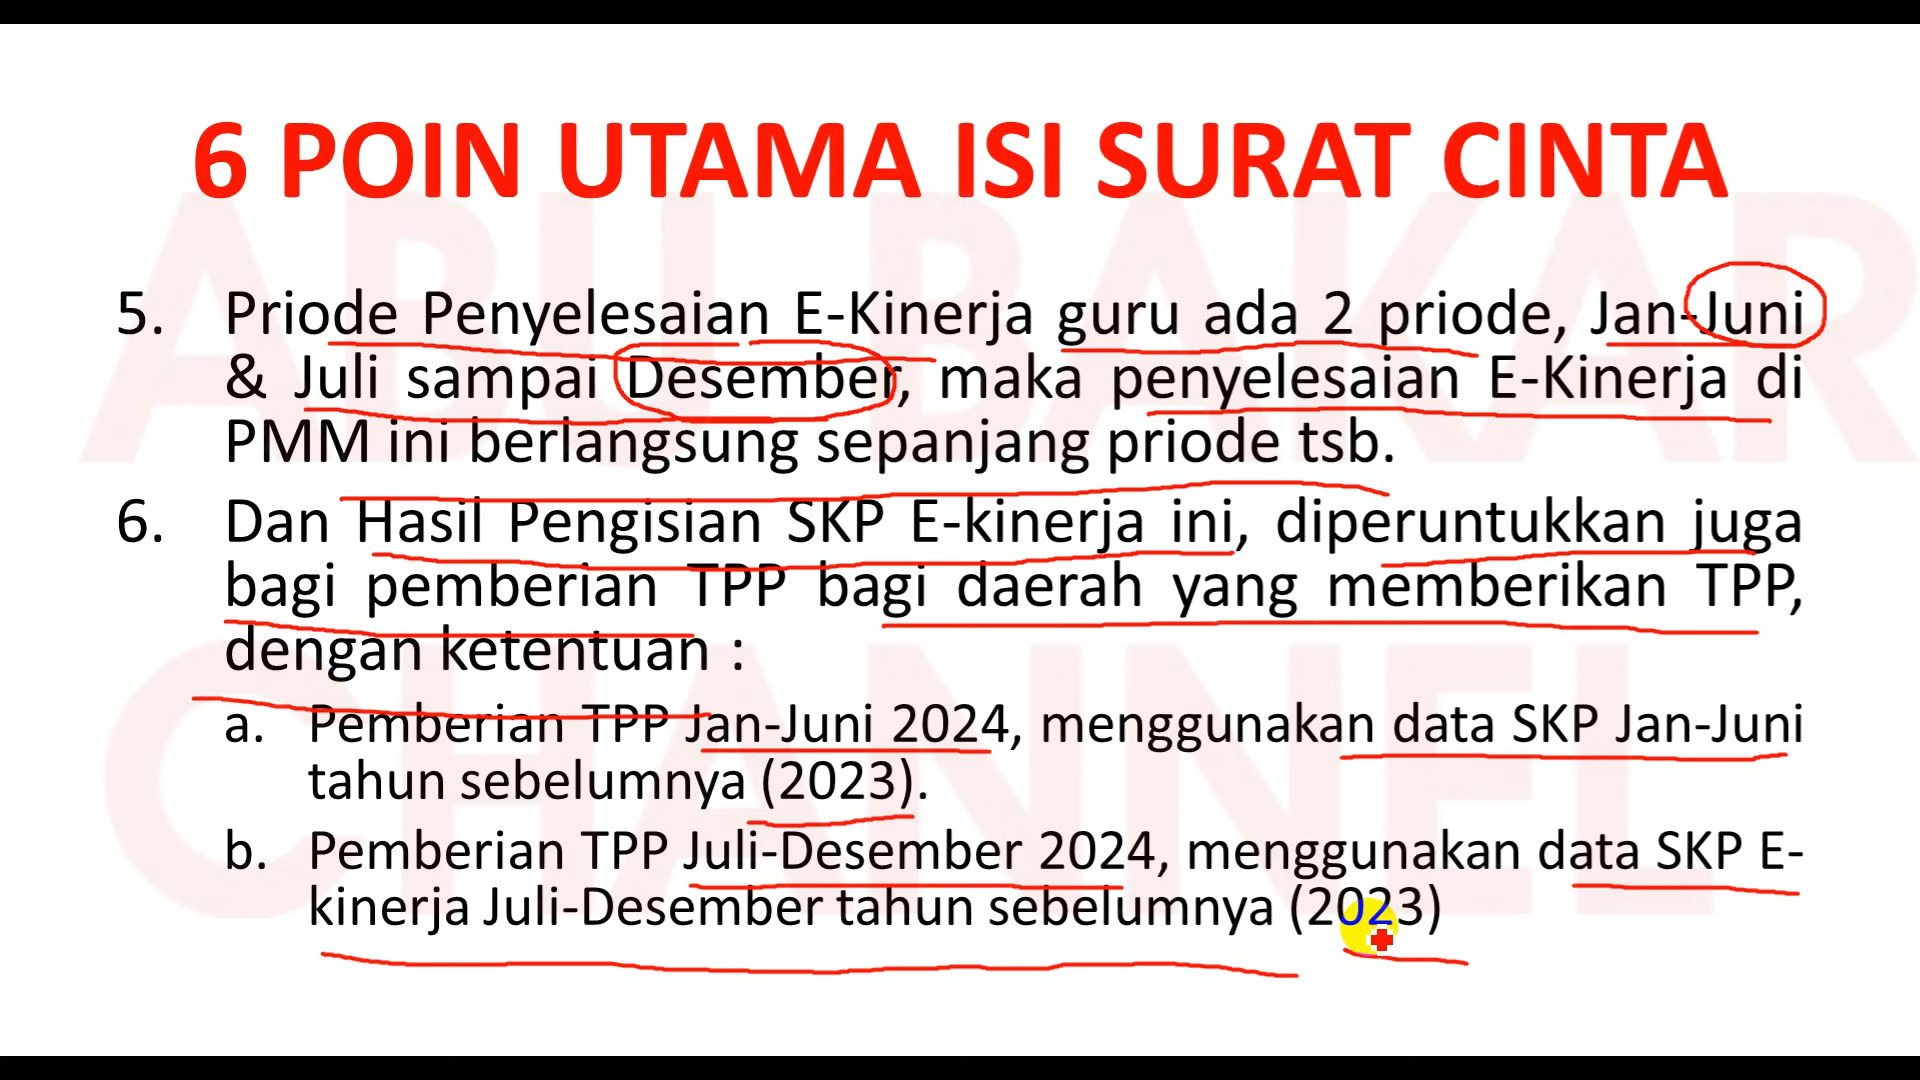 6 POIN UTAMA ISI SURAT CINTA
ABU BAKAR
CHANNEL
5. Priode Penyelesaian E-Kinerja guru ada 2 priode, Jan-Juni
& Juli sampai Desember, maka penyelesaian E-Kinerja di
PMM ini berlangsung sepanjang priode tsb.
6. Dan Hasil Pengisian SKP E-kinerja ini, diperuntukkan juga
bagi pemberian TPP bagi daerah yang memberikan TPP,
dengan ketentuan :
a. Pemberian TPP Jan-Juni 2024, menggunakan data SKP Jan-Juni
tahun sebelumnya (2023).
b. Pemberian TPP Juli-Desember 2024, menggunakan data SKP E-
kinerja Juli-Desember tahun sebelumnya (2023)